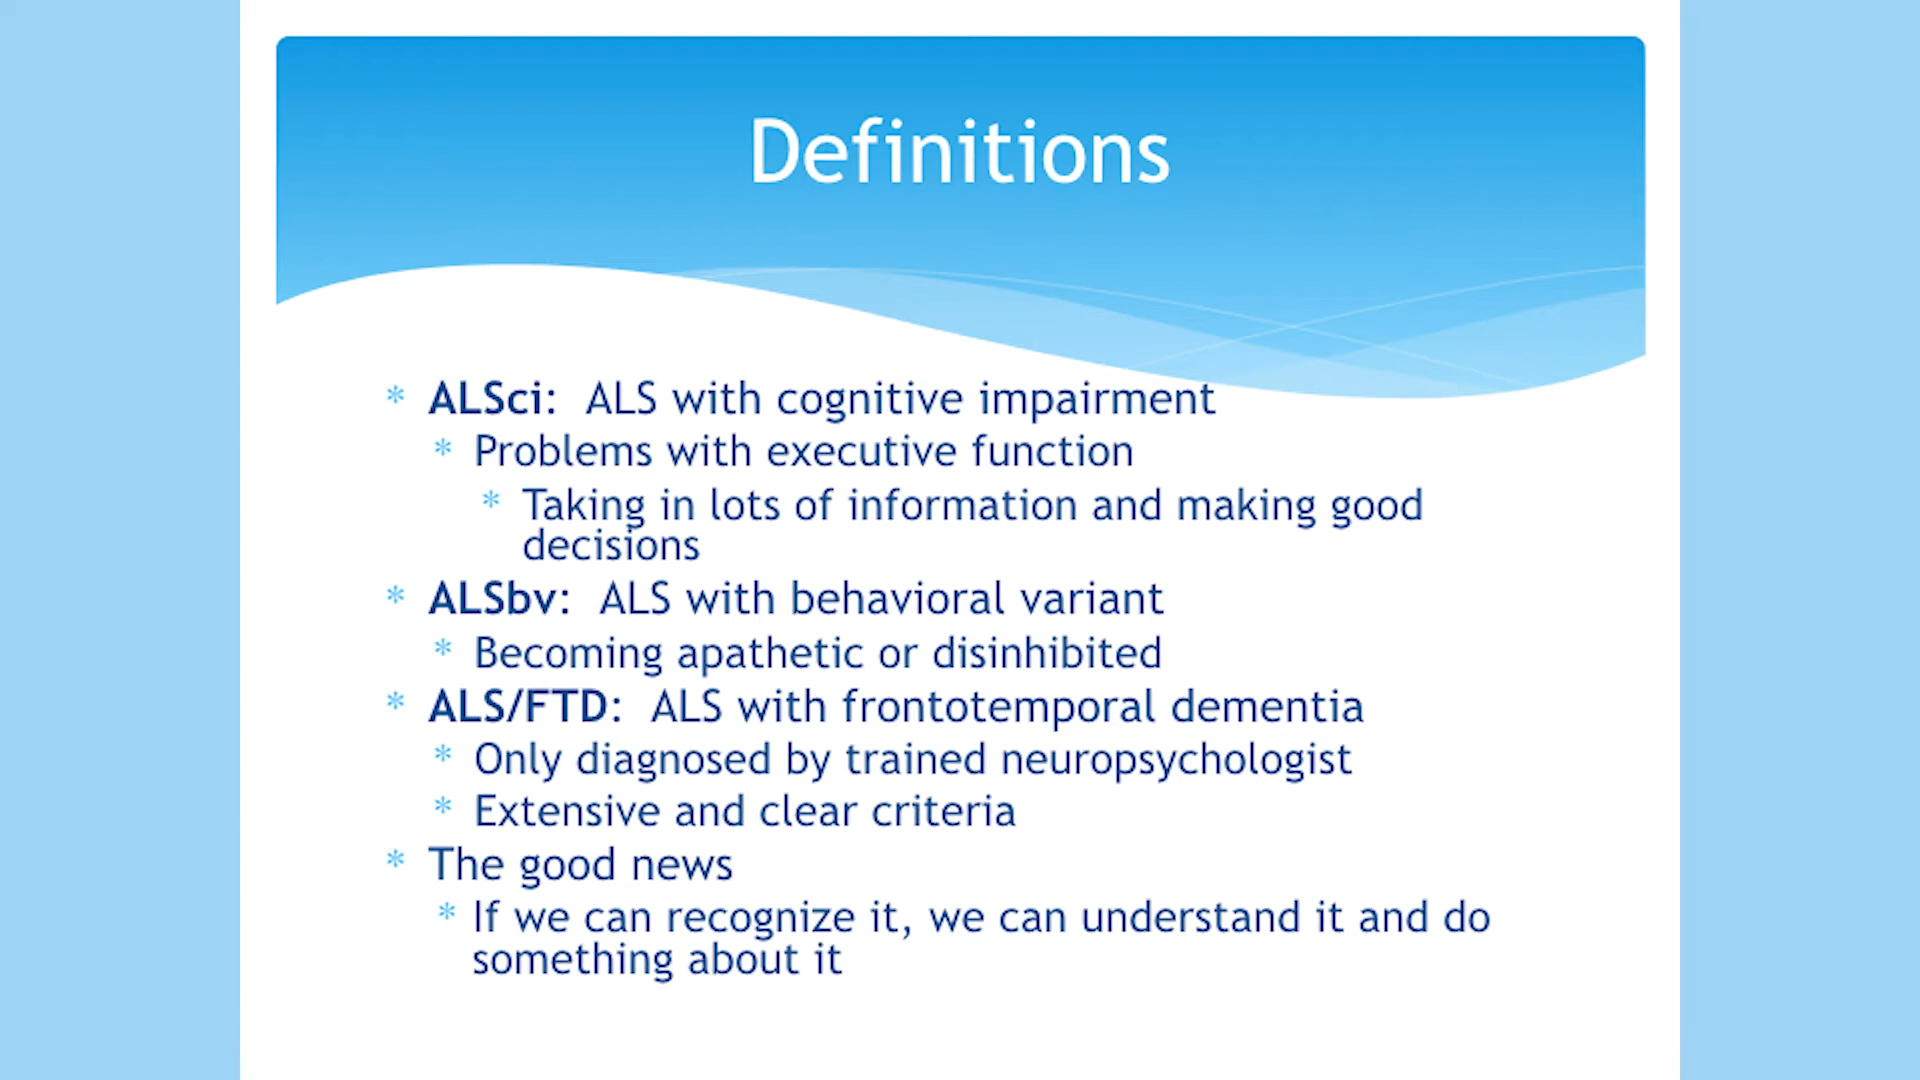 Definitions
* ALSci:  ALS with cognitive impairment
* Problems with executive function
* Taking in lots of information and making good
decisions
* ALSbv:  ALS with behavioral variant
* Becoming apathetic or disinhibited
* ALS/FTD:  ALS with frontotemporal dementia
* Only diagnosed by trained neuropsychologist
* Extensive and clear criteria
* The good news
* If we can recognize it, we can understand it and do
something about it